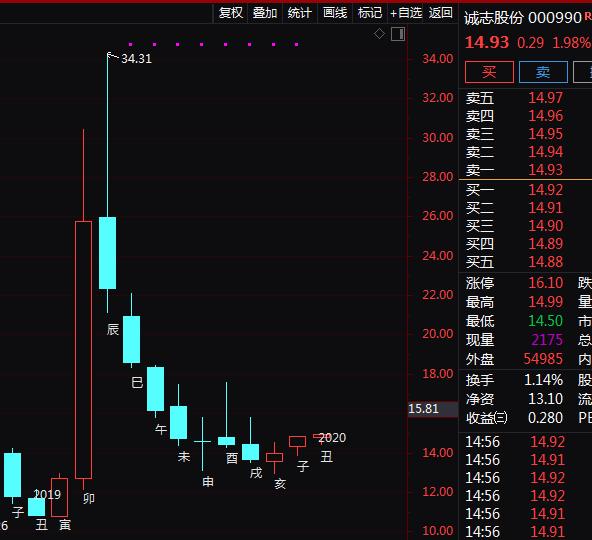 复权 叠加 统计 画线 标记 +自选 返回
诚志股份 000990 R
14.93 0.29 1.98%
买 卖
34.31
34.00
32.00
30.00
28.00
26.00
24.00
22.00
20.00
18.00
15.81
14.00
12.00
10.00
辰
巳
午
未
申
酉
戌
亥
子
丑
2020
子
丑
寅
卯
2019
6
卖五 14.97
卖四 14.96
卖三 14.95
卖二 14.94
卖一 14.93
买一 14.92
买二 14.91
买三 14.90
买四 14.89
买五 14.88
涨停 16.10 跌
最高 14.99 量
最低 14.50 市
现量 2175 总
外盘 54985 内
换手 1.14% 股
净资 13.10 流
收益㈢ 0.280 PE
14:56 14.92
14:56 14.91
14:56 14.92
14:56 14.92
14:56 14.91
14:56 14.91